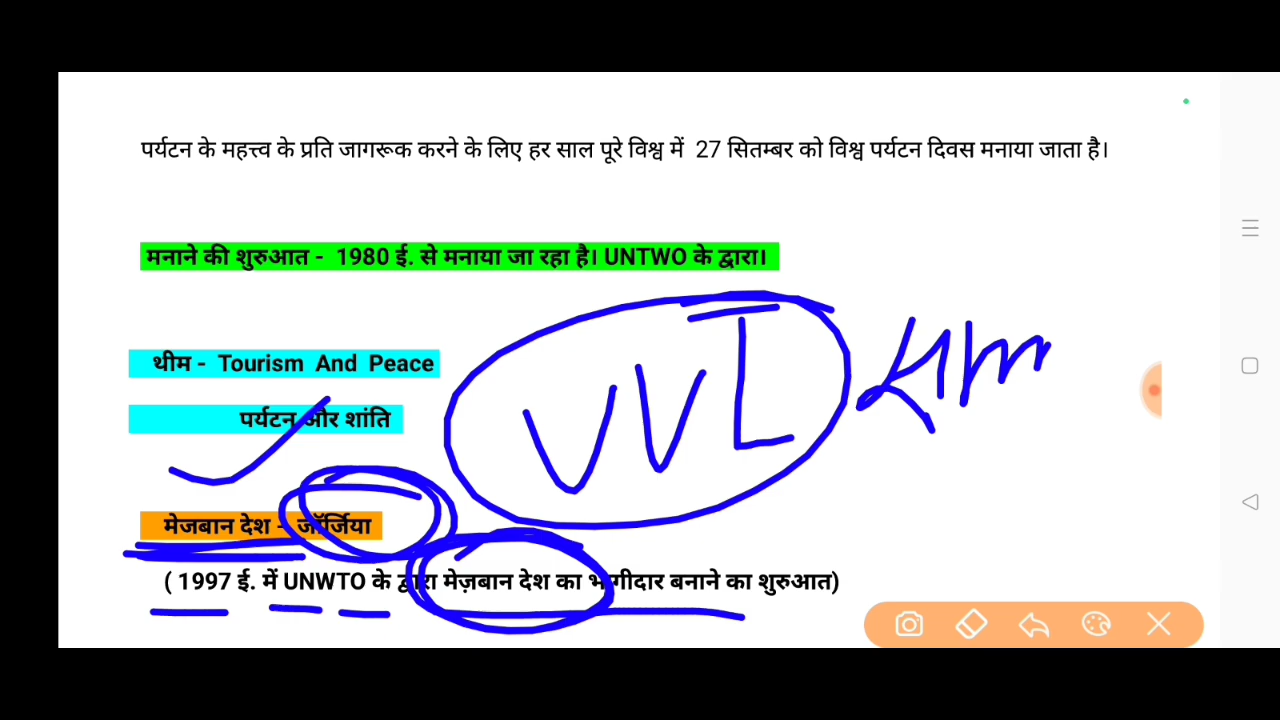 पर्यटन के महत्त्व के प्रति जागरूक करने के लिए हर साल पूरे विश्व में 27 सितम्बर को विश्व पर्यटन दिवस मनाया जाता है।
मनाने की शुरुआत - 1980 ई. से मनाया जा रहा है। UNTWO के द्वारा।
थीम - Tourism And Peace
पर्यटन और शांति
VVI
मेजबान देश - जॉर्जिया
( 1997 ई. में UNWTO के द्वारा मेज़बान देश का भागीदार बनाने का शुरुआत)